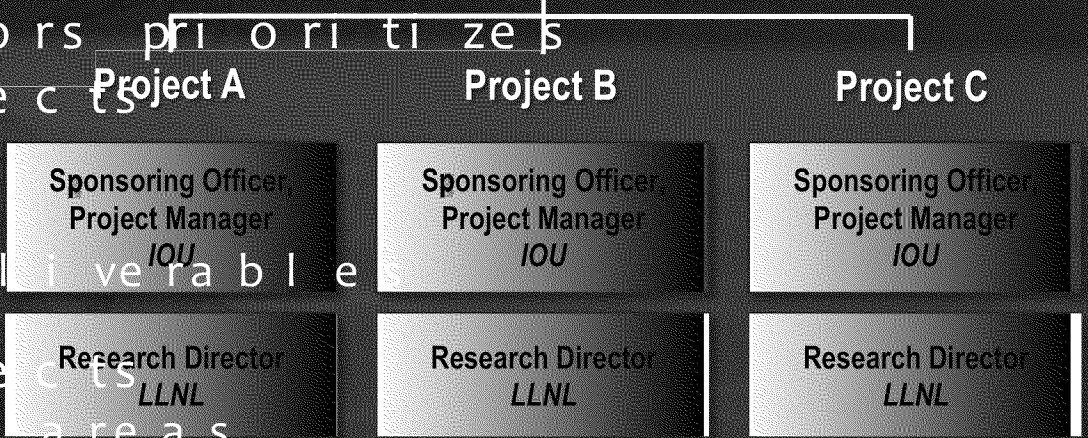 ors prioritizes
Project A
Project B
Project C
ects
Sponsoring Officer,
Project Manager
IOU
Sponsoring Officer,
Project Manager
IOU
Sponsoring Officer,
Project Manager
IOU
liverables
Research Director
LLNL
Research Director
LLNL
Research Director
LLNL
ects
areas